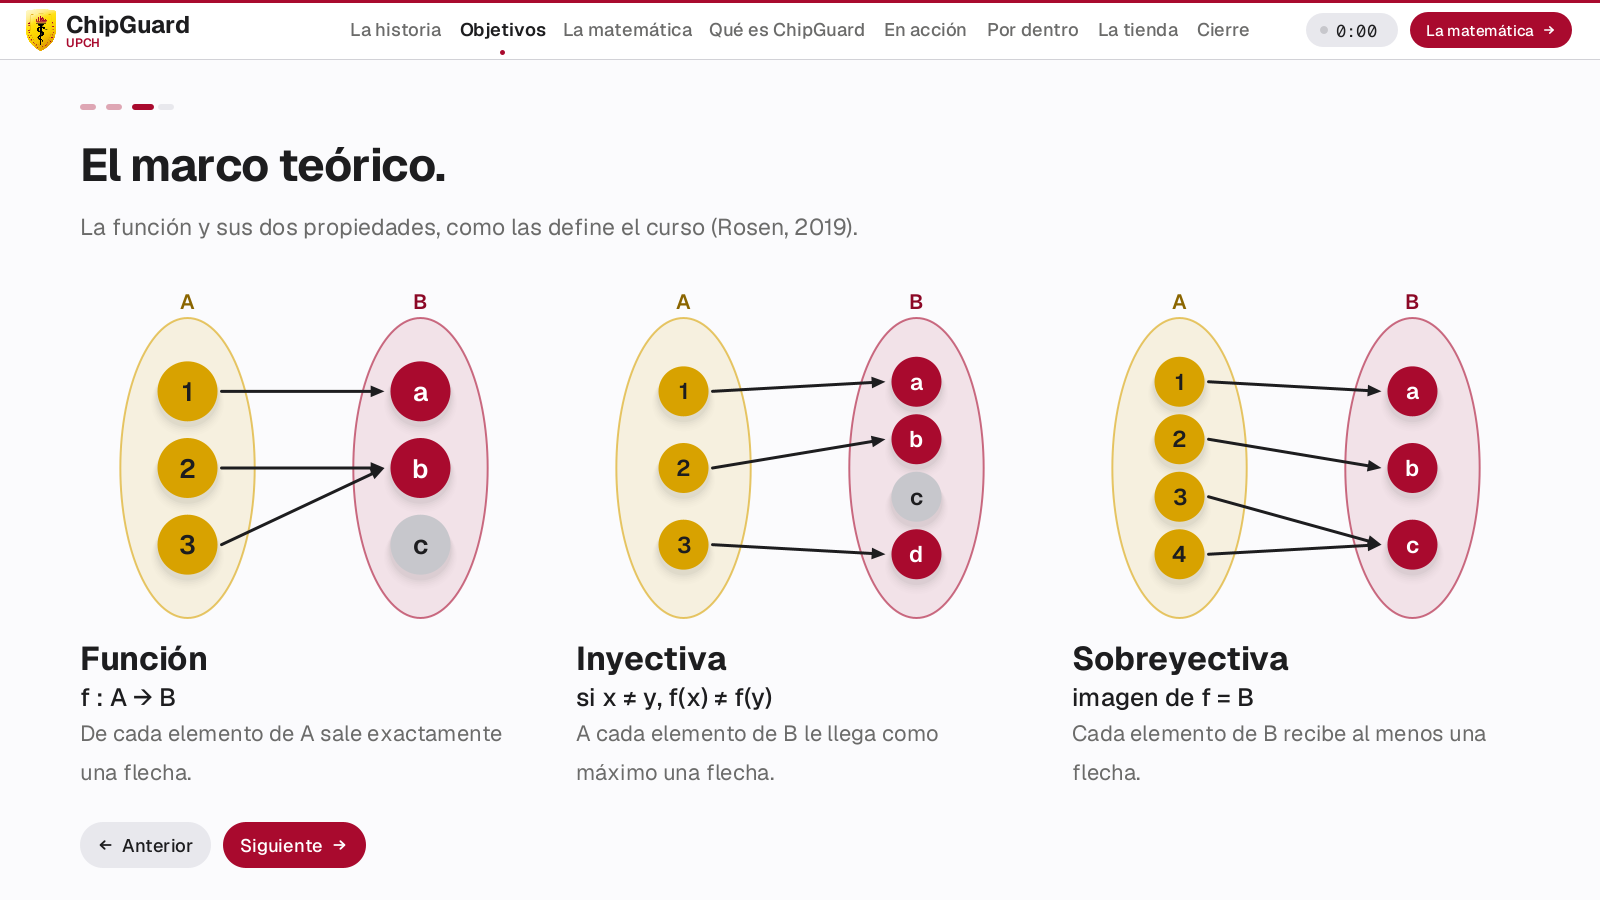 ChipGuard
UPCH
La historia Objetivos La matemática Qué es ChipGuard En acción Por dentro La tienda Cierre
0:00
La matemática →
El marco teórico.
La función y sus dos propiedades, como las define el curso (Rosen, 2019).
A B
1 a
2 b
3 c
Función
f : A → B
De cada elemento de A sale exactamente
una flecha.
A B
1 a
2 b
c
3 d
Inyectiva
si x ≠ y, f(x) ≠ f(y)
A cada elemento de B le llega como
máximo una flecha.
A B
1 a
2 b
3 c
4
Sobreyectiva
imagen de f = B
Cada elemento de B recibe al menos una
flecha.
← Anterior
Siguiente →